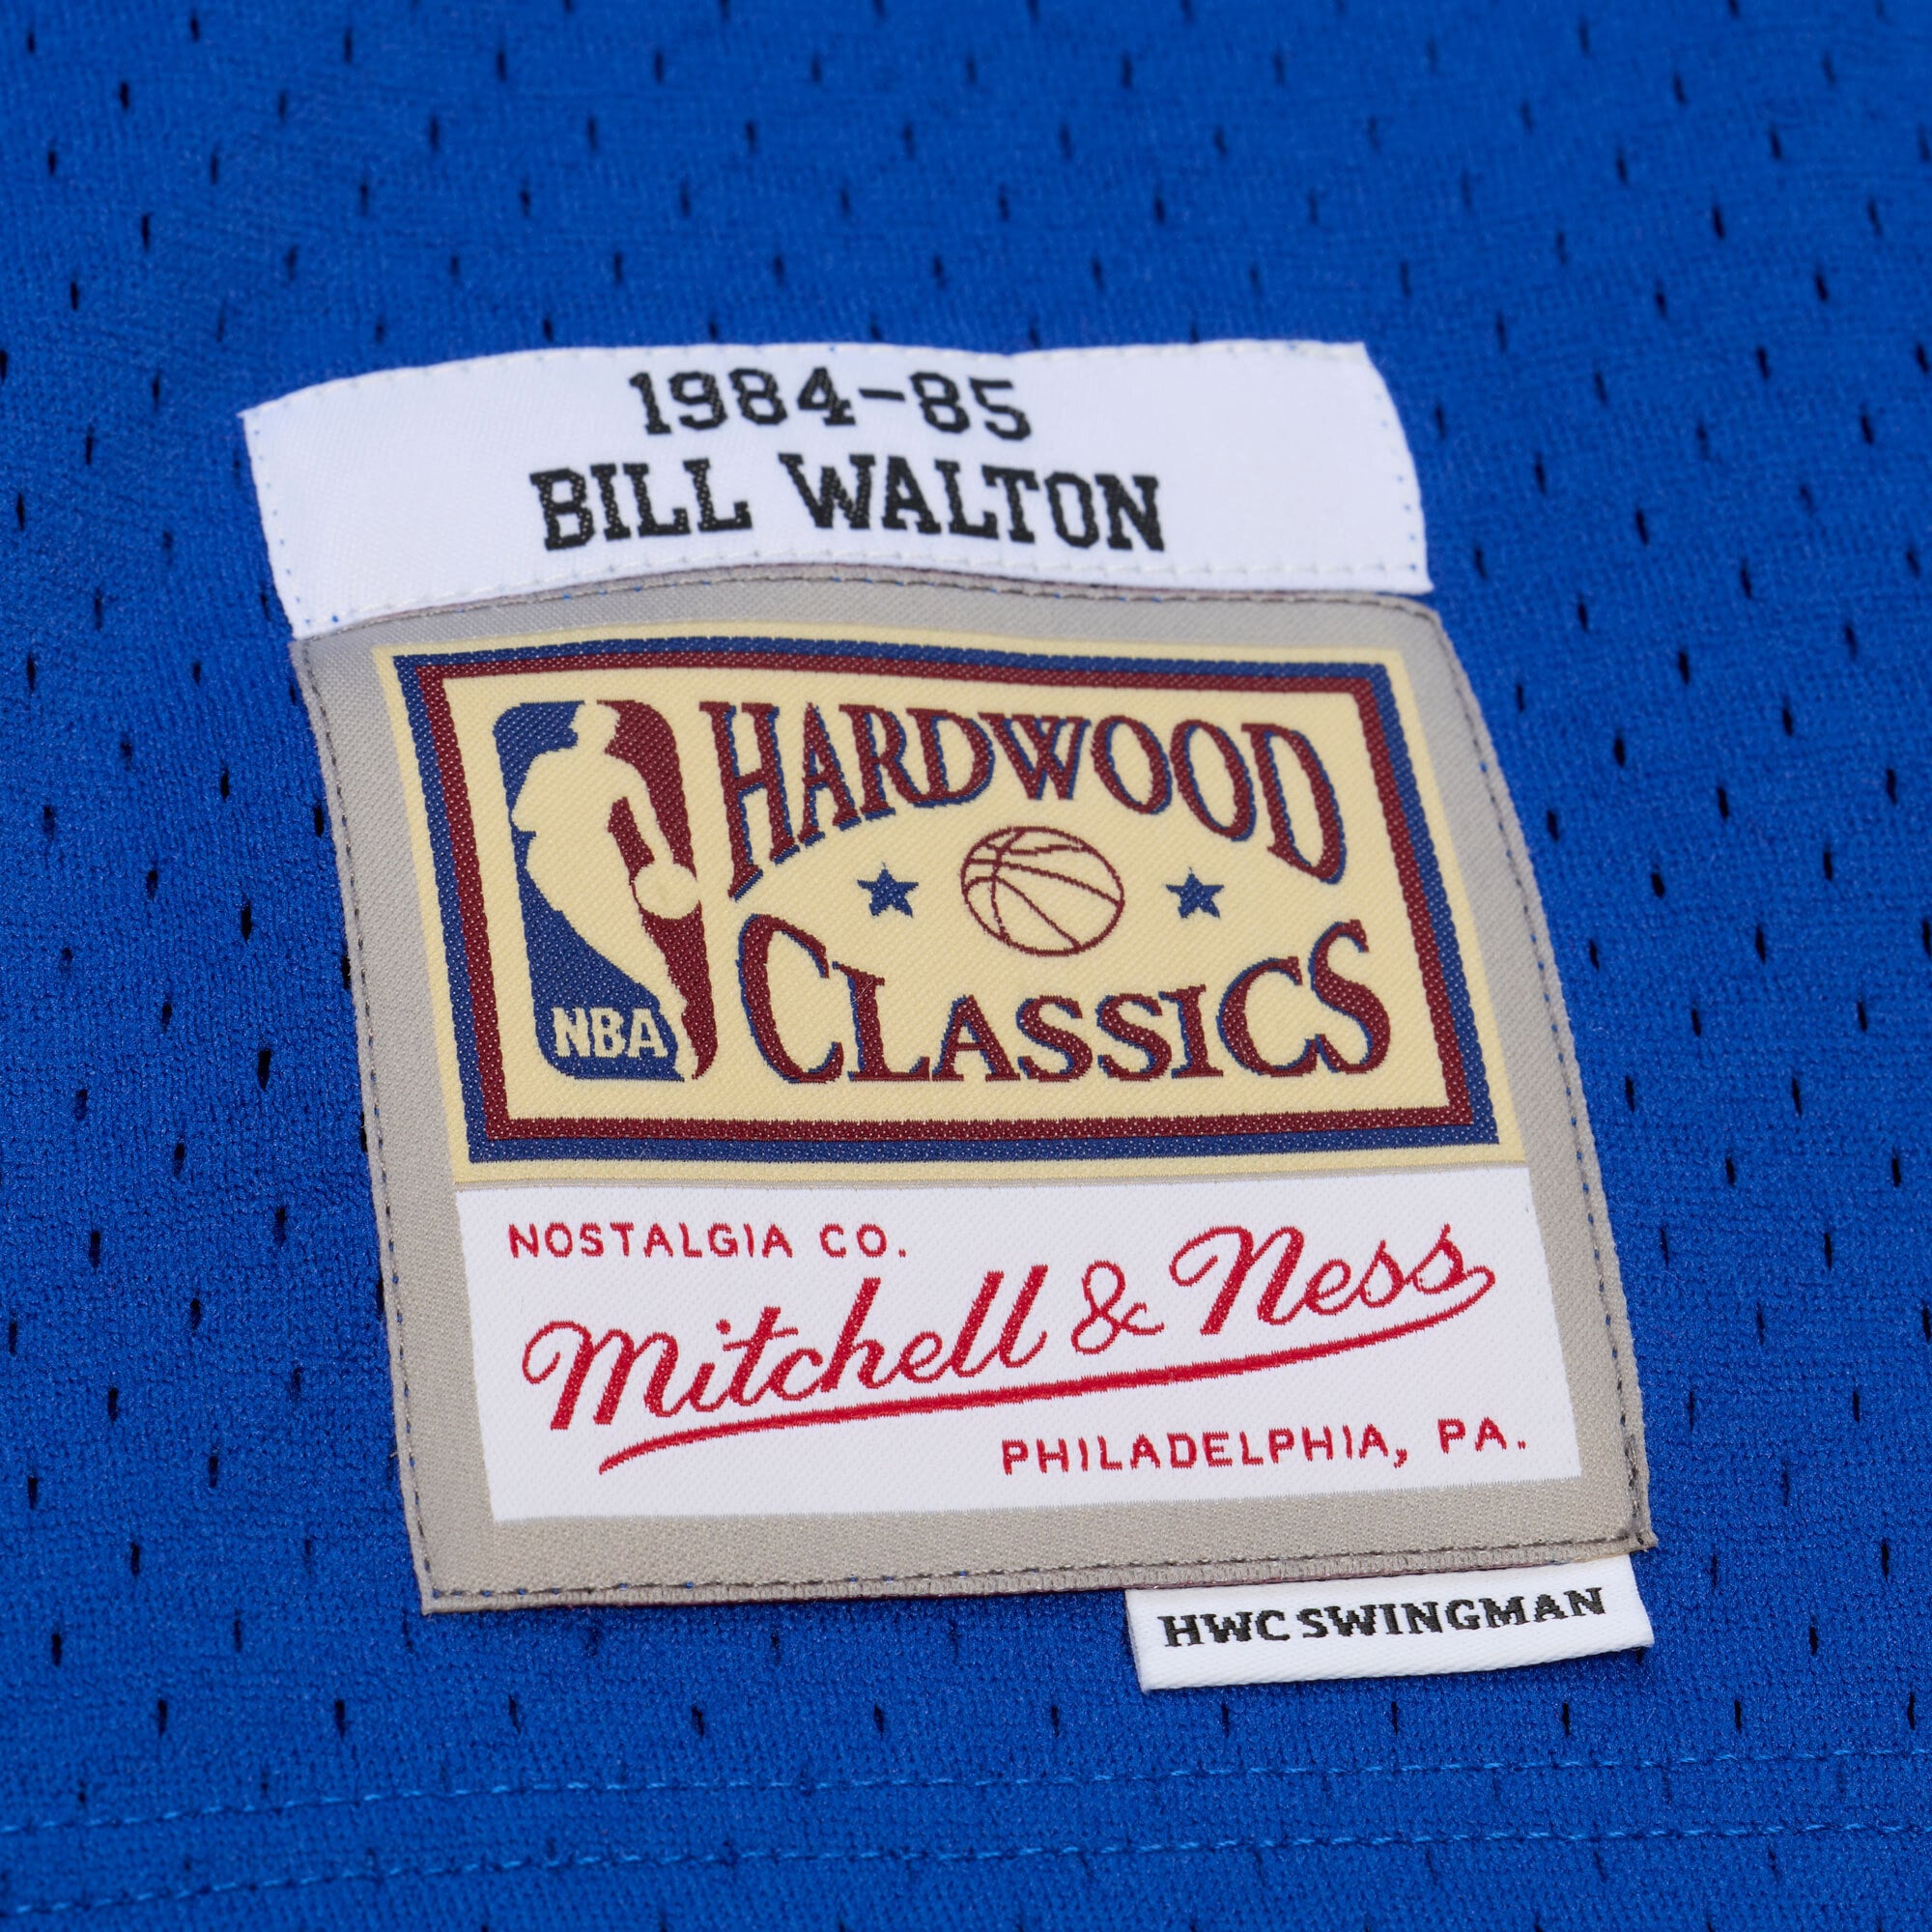 1984-85
BILL WALTON
HARDWOOD
CLASSICS
NBA
NOSTALGIA CO.
Mitchell & Ness
PHILADELPHIA, PA.
HWC SWINGMAN